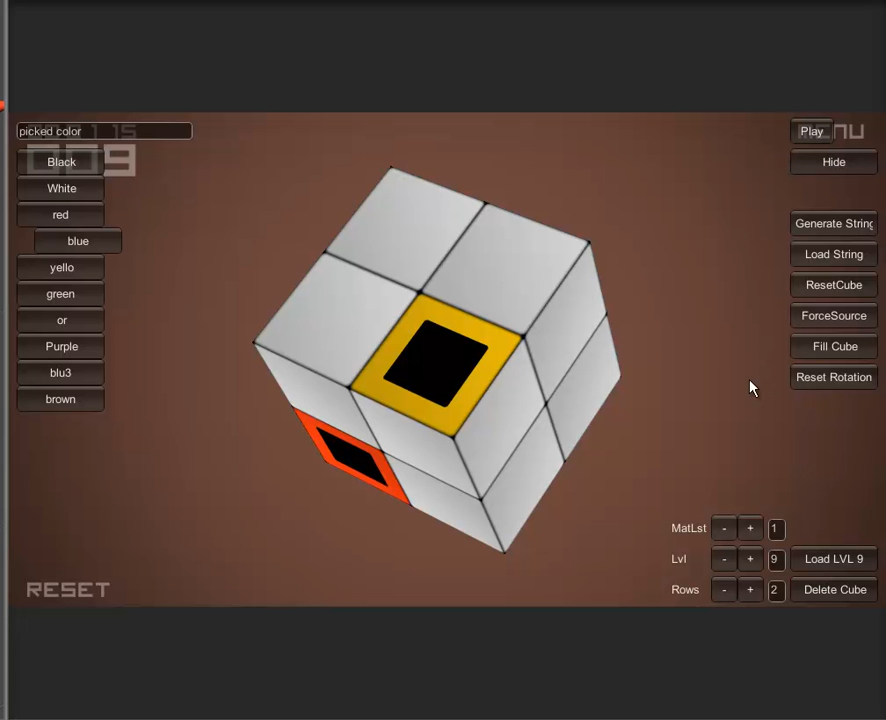 picked color
009
Black
White
red
blue
yello
green
or
Purple
blu3
brown
RESET
Play
Hide
Generate String
Load String
ResetCube
ForceSource
Fill Cube
Reset Rotation
MatLst - + 1
Lvl - + 9 Load LVL 9
Rows - + 2 Delete Cube